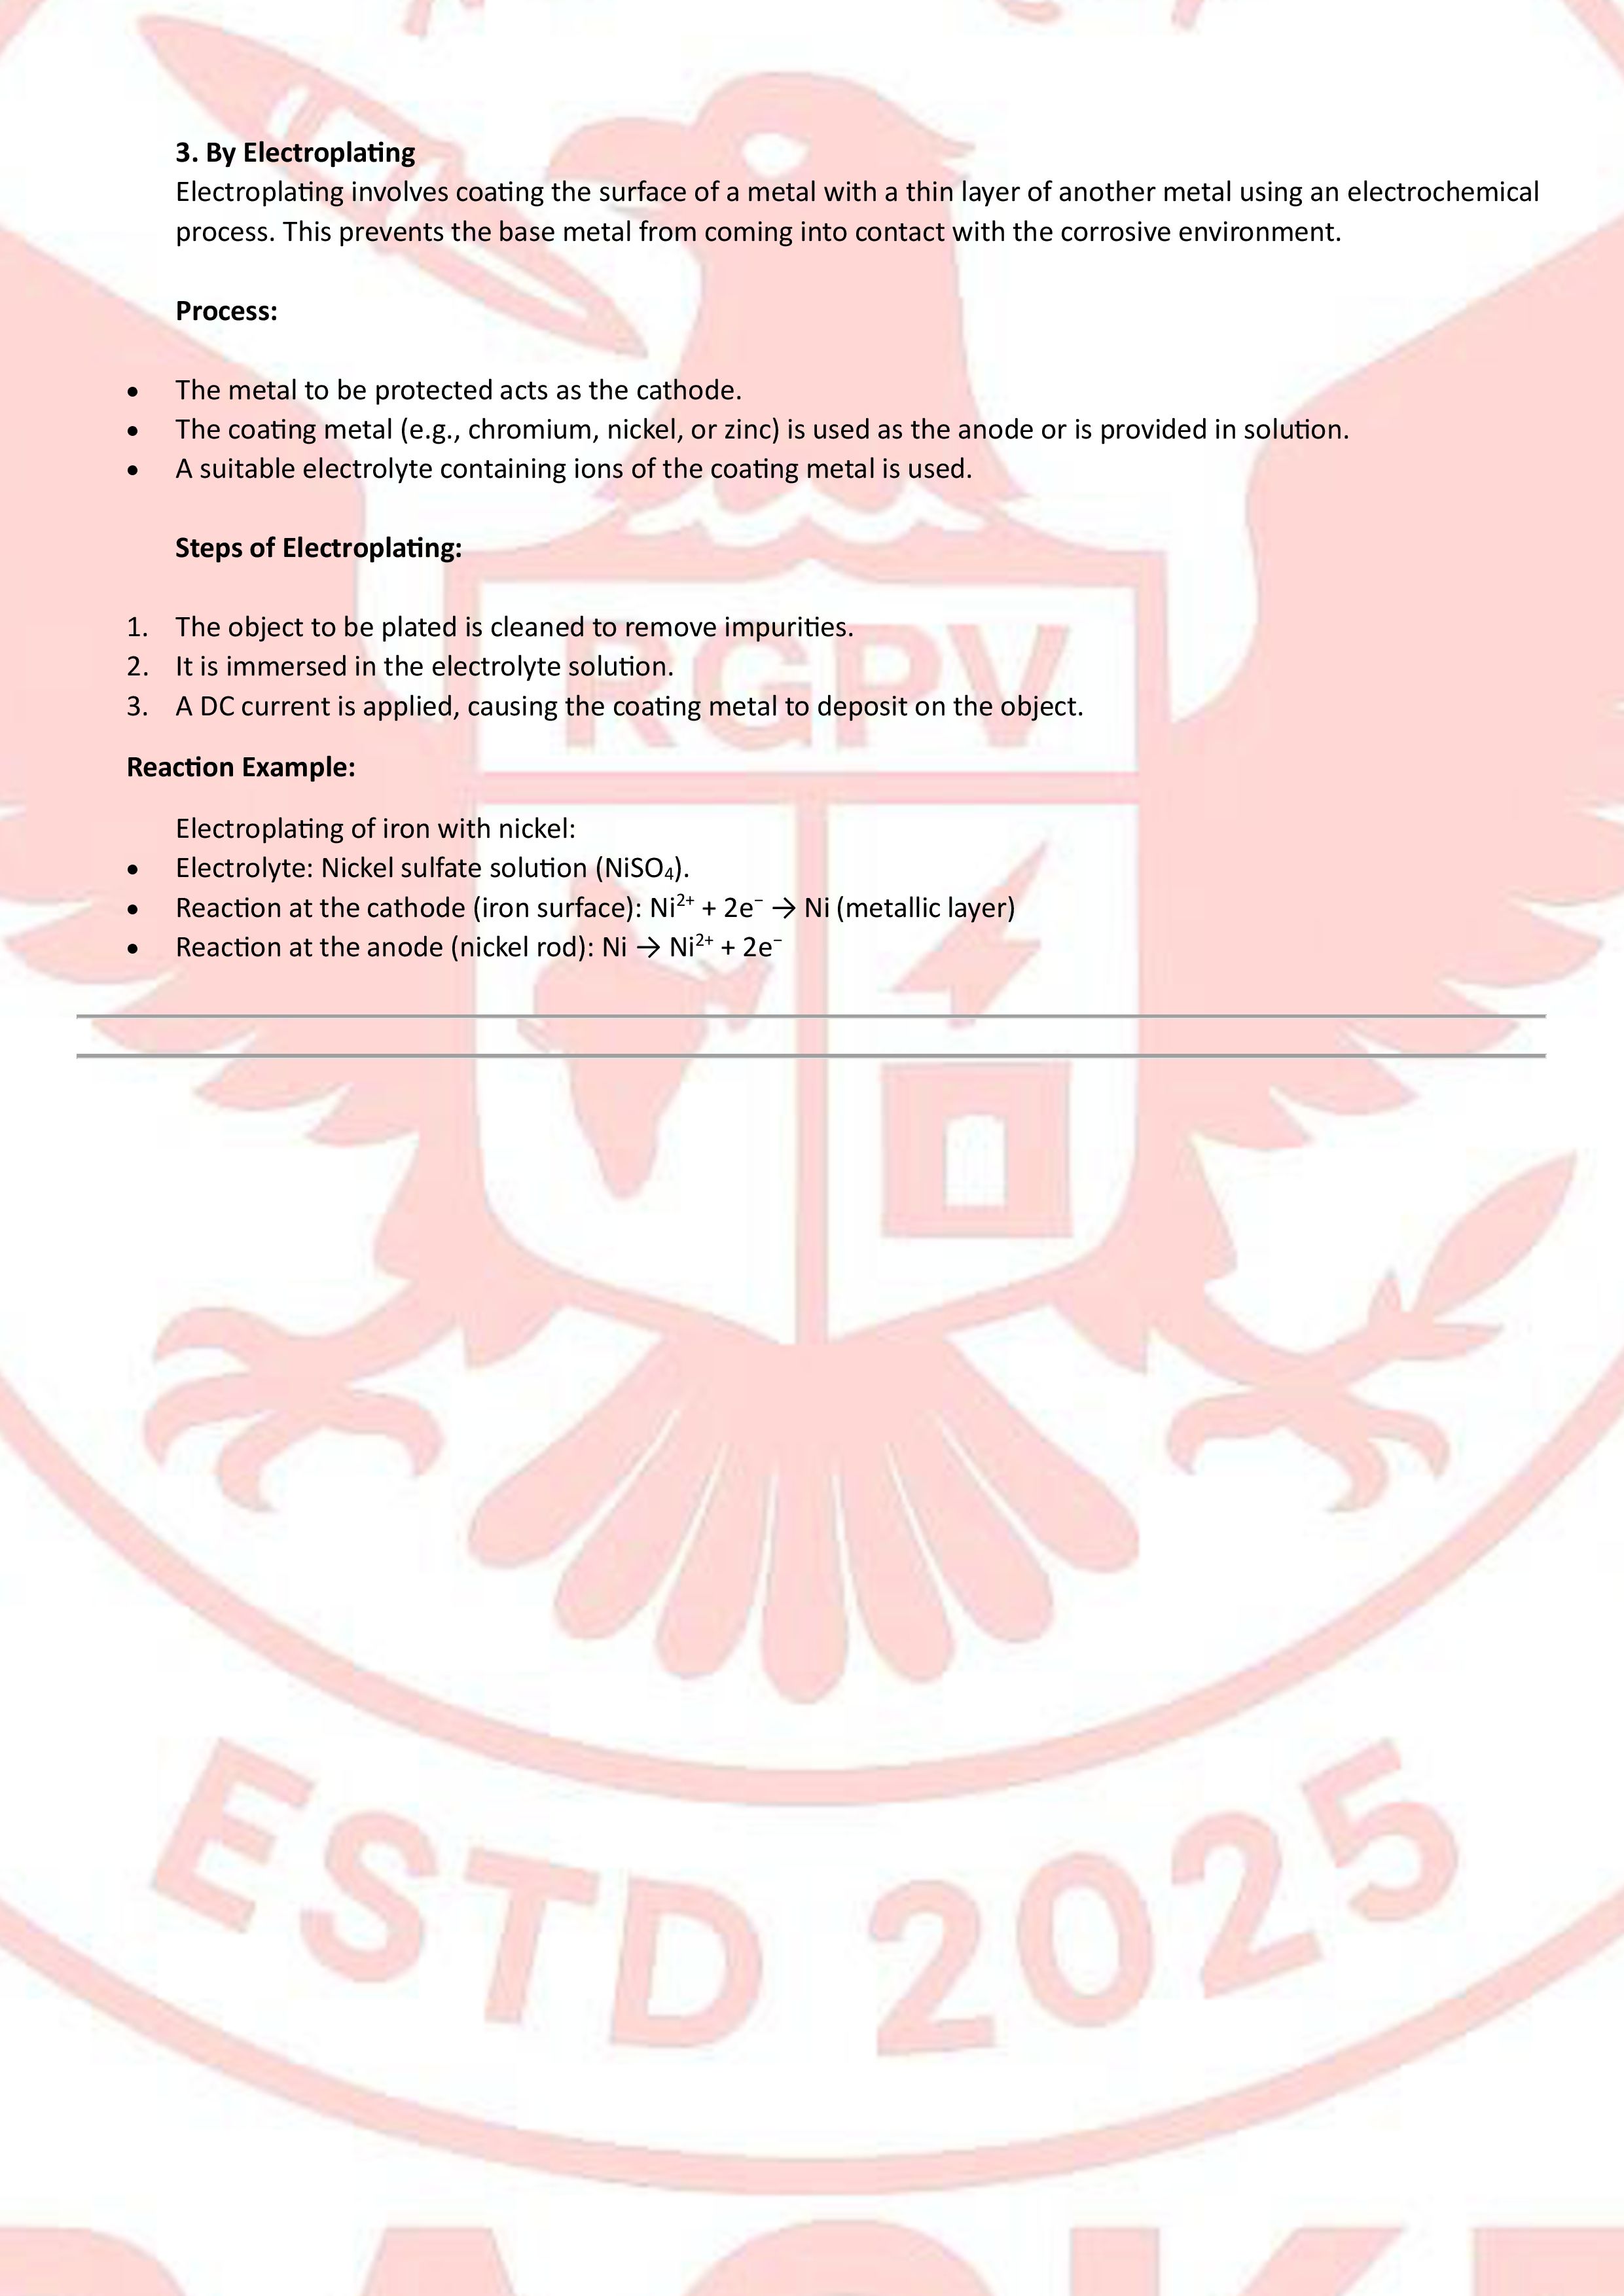 3. By Electroplating
Electroplating involves coating the surface of a metal with a thin layer of another metal using an electrochemical
process. This prevents the base metal from coming into contact with the corrosive environment.
Process:
• The metal to be protected acts as the cathode.
• The coating metal (e.g., chromium, nickel, or zinc) is used as the anode or is provided in solution.
• A suitable electrolyte containing ions of the coating metal is used.
Steps of Electroplating:
1. The object to be plated is cleaned to remove impurities.
2. It is immersed in the electrolyte solution.
3. A DC current is applied, causing the coating metal to deposit on the object.
RGPV
Reaction Example:
Electroplating of iron with nickel:
• Electrolyte: Nickel sulfate solution (NiSO₄).
• Reaction at the cathode (iron surface): Ni²⁺ + 2e⁻ → Ni (metallic layer)
• Reaction at the anode (nickel rod): Ni → Ni²⁺ + 2e⁻
ESTD 2025